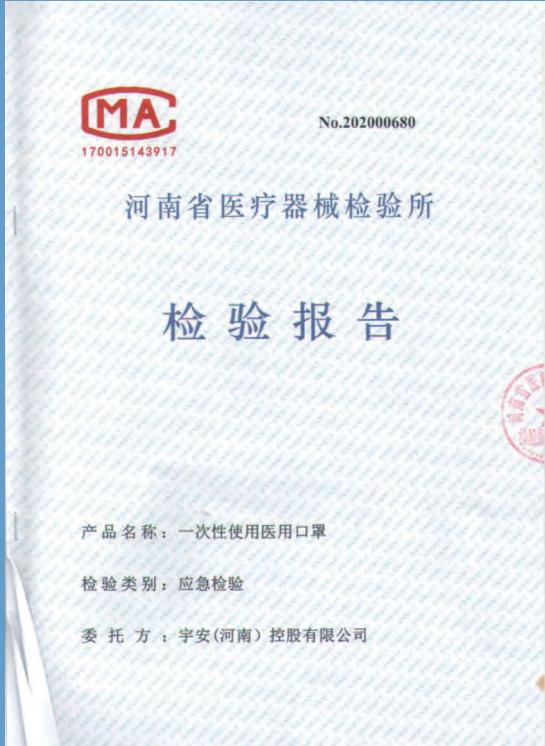 MA
No.202000680
170015143917
河南省医疗器械检验所
检验报告
产品名称：一次性使用医用口罩
检验类别：应急检验
委托方：宇安(河南）控股有限公司